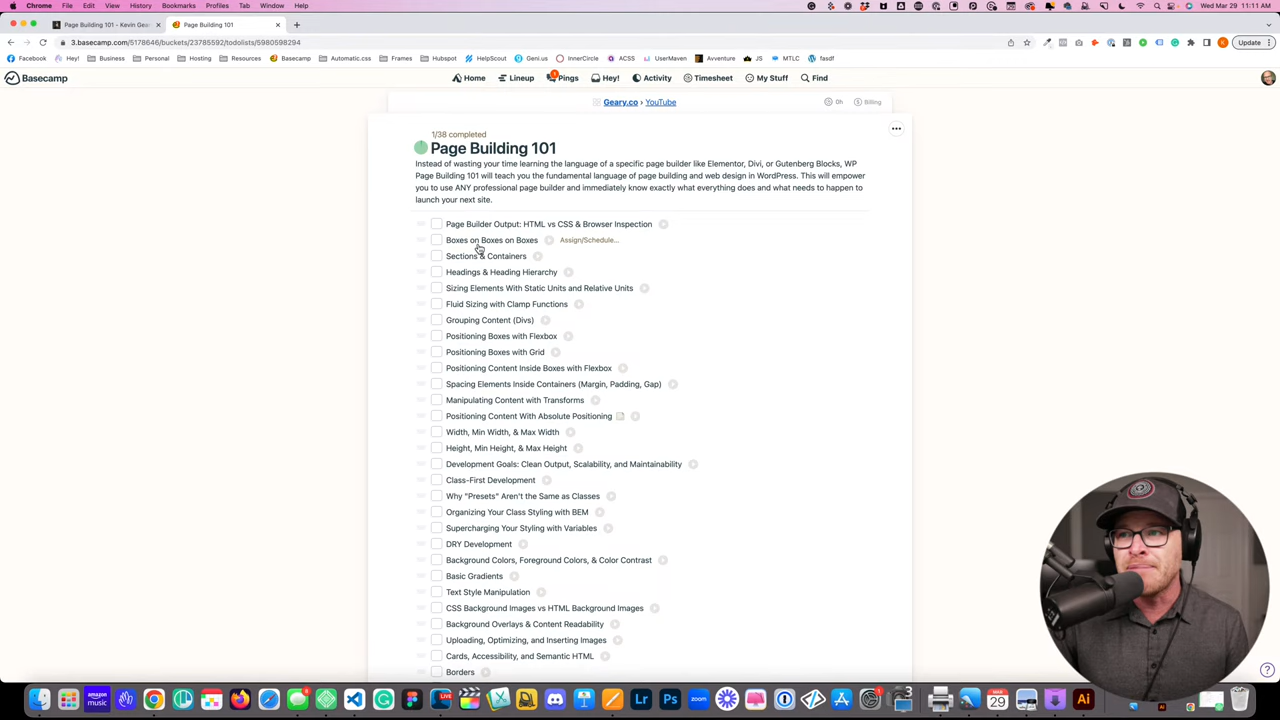 Chrome File Edit View History Bookmarks Profiles Tab Window Help
Wed Mar 29 11:11 AM
Page Building 101 - Kevin Gear
Page Building 101
3.basecamp.com/5178646/buckets/23785592/todolists/5980598294
Update
Facebook Hey! Business Personal Hosting Resources Basecamp Automatic.css Frames Hubspot HelpScout Geni.us InnerCircle ACSS UserMaven Avventure JS MTLC fasdf
Basecamp
Home Lineup 1 Pings Hey! Activity Timesheet My Stuff Find
Geary.co › YouTube
0h Billing
1/38 completed
Page Building 101
Instead of wasting your time learning the language of a specific page builder like Elementor, Divi, or Gutenberg Blocks, WP
Page Building 101 will teach you the fundamental language of page building and web design in WordPress. This will empower
you to use ANY professional page builder and immediately know exactly what everything does and what needs to happen to
launch your next site.
Page Builder Output: HTML vs CSS & Browser Inspection
Boxes on Boxes on Boxes Assign/Schedule...
Sections & Containers
Headings & Heading Hierarchy
Sizing Elements With Static Units and Relative Units
Fluid Sizing with Clamp Functions
Grouping Content (Divs)
Positioning Boxes with Flexbox
Positioning Boxes with Grid
Positioning Content Inside Boxes with Flexbox
Spacing Elements Inside Containers (Margin, Padding, Gap)
Manipulating Content with Transforms
Positioning Content With Absolute Positioning
Width, Min Width, & Max Width
Height, Min Height, & Max Height
Development Goals: Clean Output, Scalability, and Maintainability
Class-First Development
Why "Presets" Aren't the Same as Classes
Organizing Your Class Styling with BEM
Supercharging Your Styling with Variables
DRY Development
Background Colors, Foreground Colors, & Color Contrast
Basic Gradients
Text Style Manipulation
CSS Background Images vs HTML Background Images
Background Overlays & Content Readability
Uploading, Optimizing, and Inserting Images
Cards, Accessibility, and Semantic HTML
Borders
amazon music
LIVE
Lr
Ps
zoom
MAR 29
Ai